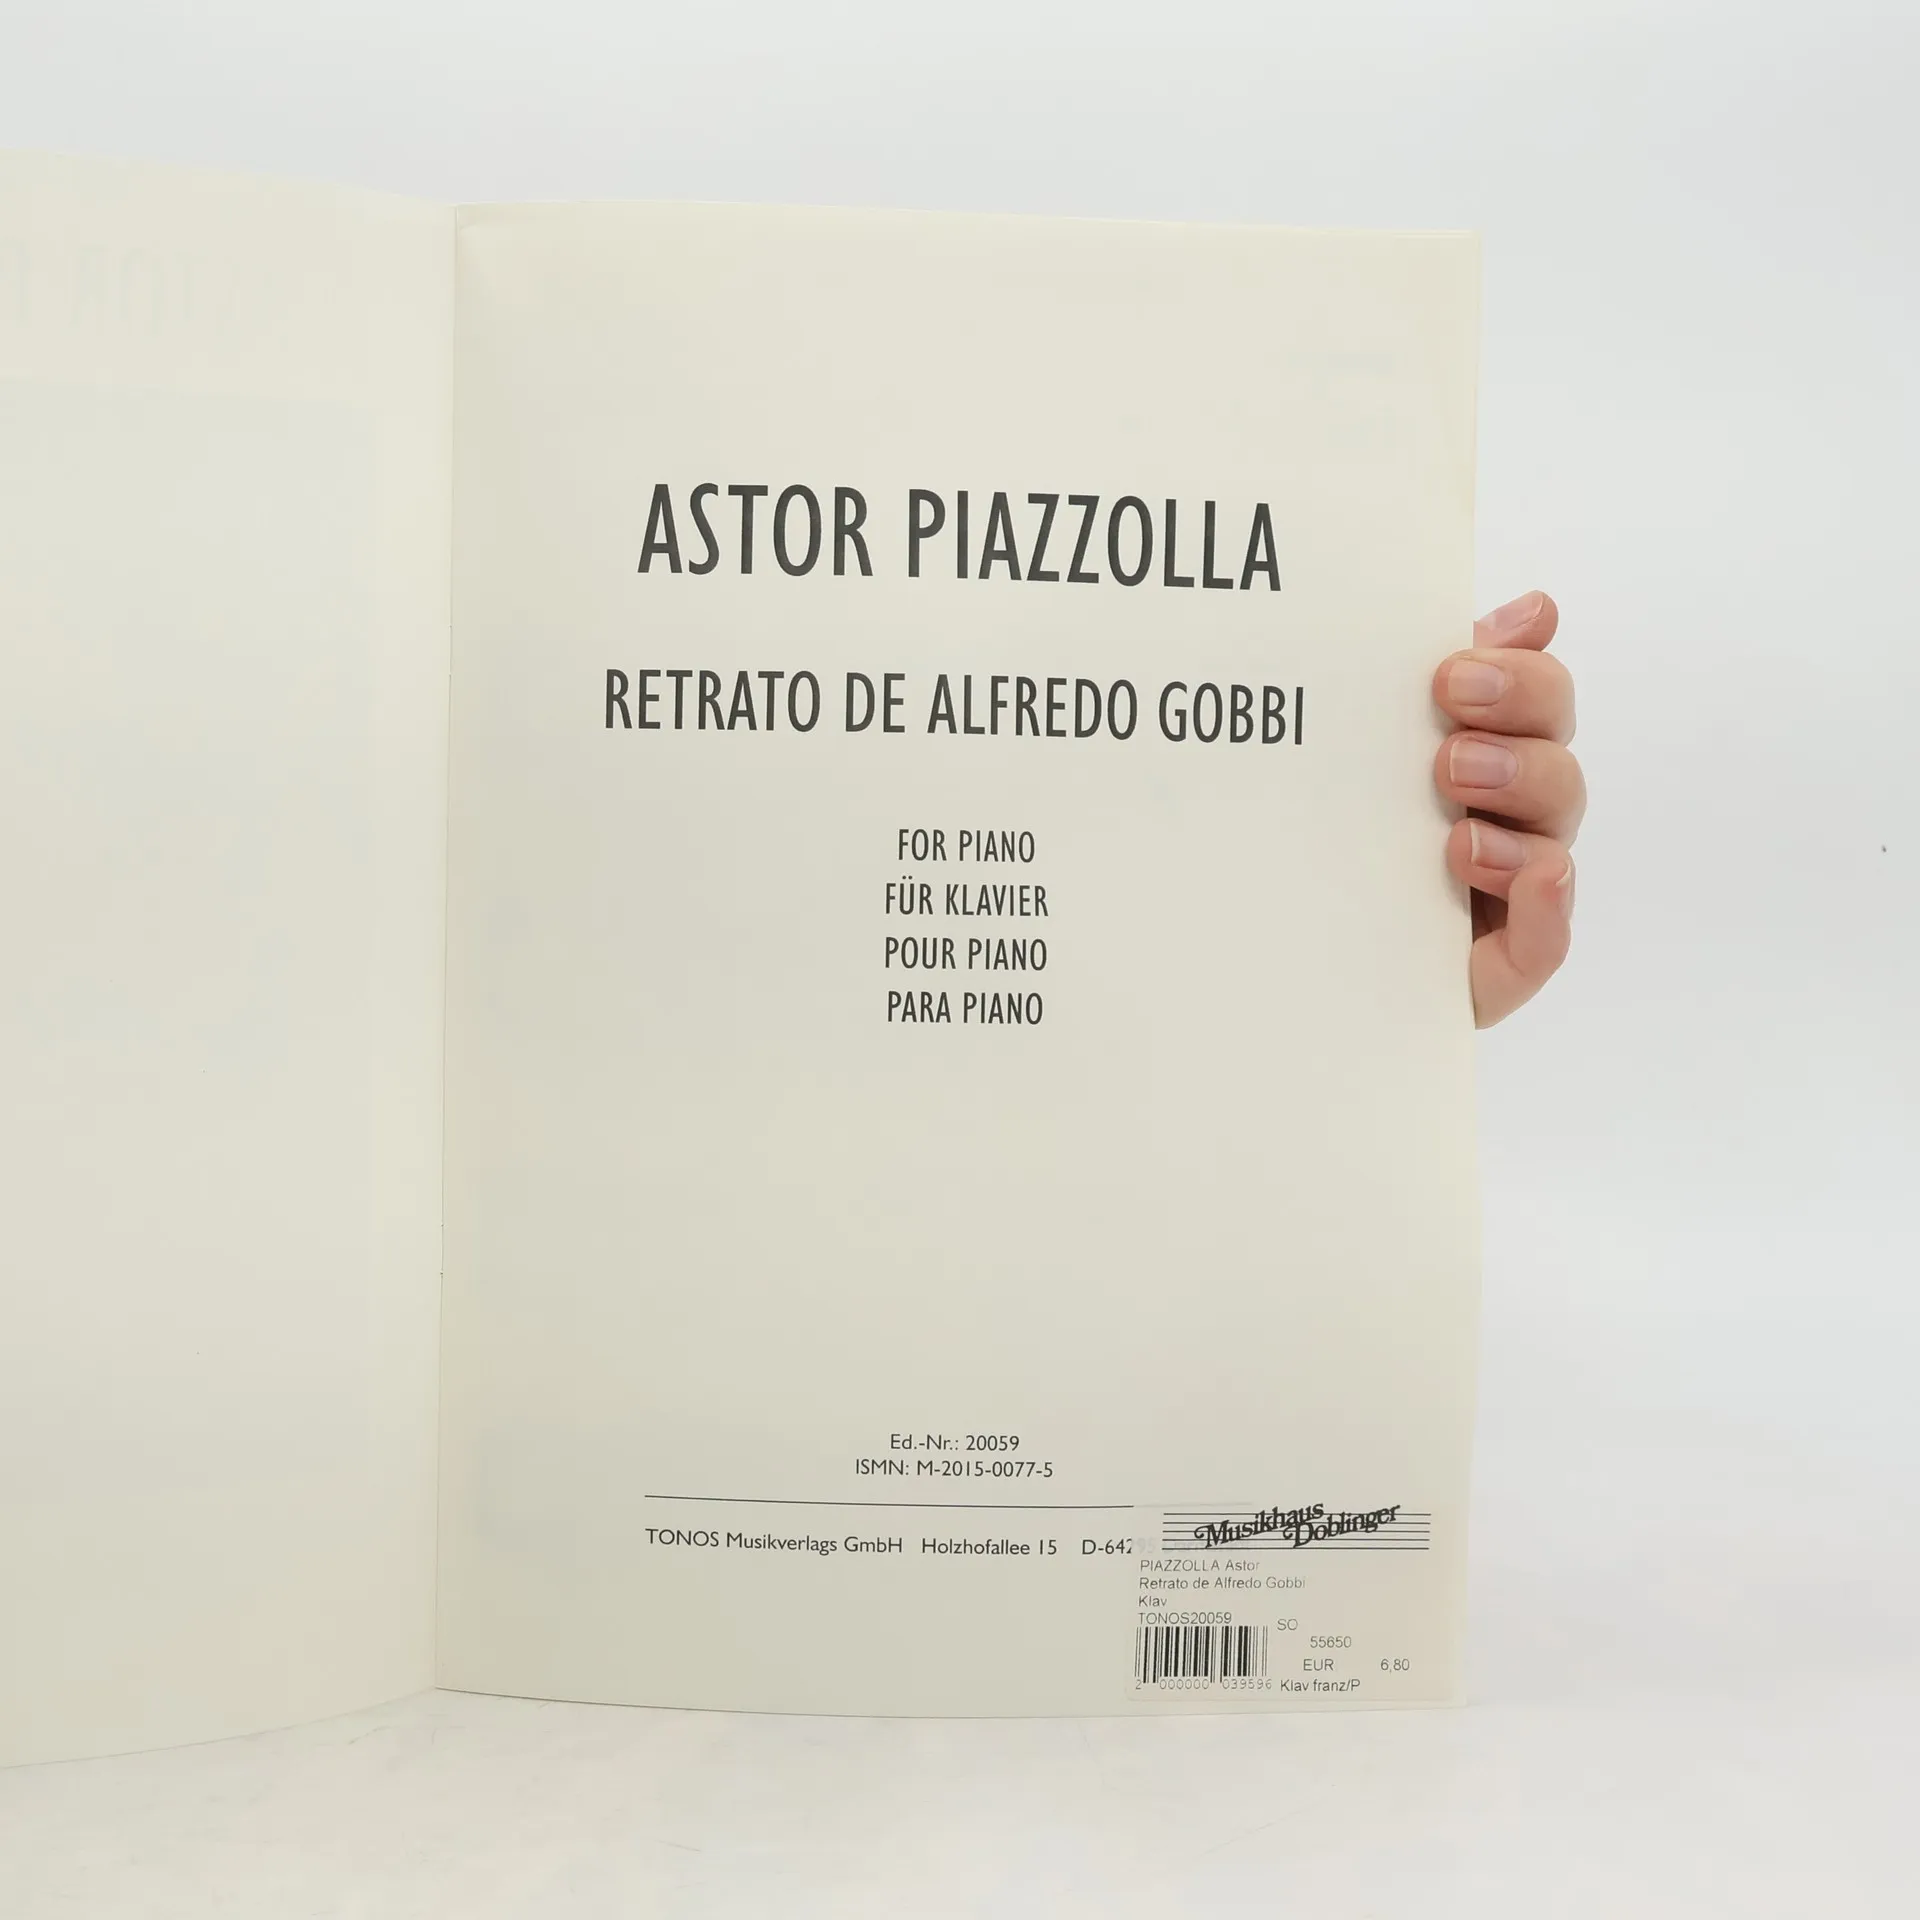 ASTOR PIAZZOLLA
RETRATO DE ALFREDO GOBBI
FOR PIANO
FÜR KLAVIER
POUR PIANO
PARA PIANO
Ed.-Nr.: 20059
ISMN: M-2015-0077-5
TONOS Musikverlags GmbH Holzhofallee 15 D-64295
Musikhaus Doblinger
PIAZZOLLA Astor
Retrato de Alfredo Gobbi
Klav
TONOS20059
SO
55650
EUR 6,80
2 000000 039596 Klav franz/P